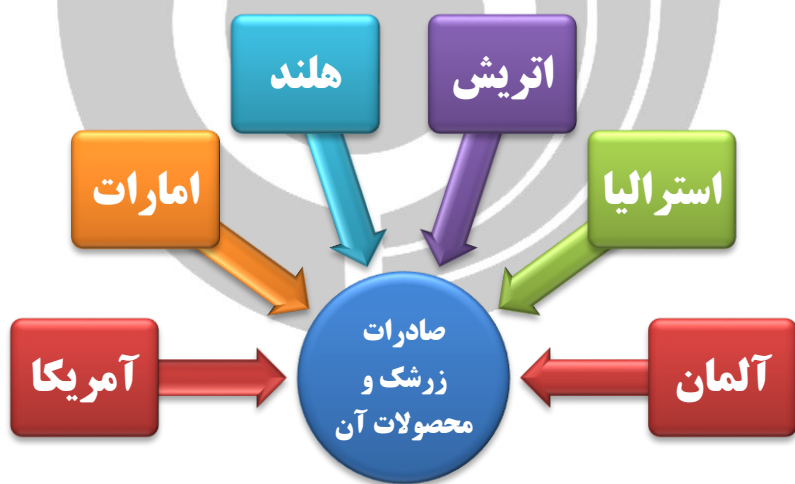 هلند
اتریش
امارات
استرالیا
آمریکا
صادرات
زرشک و
محصولات آن
آلمان